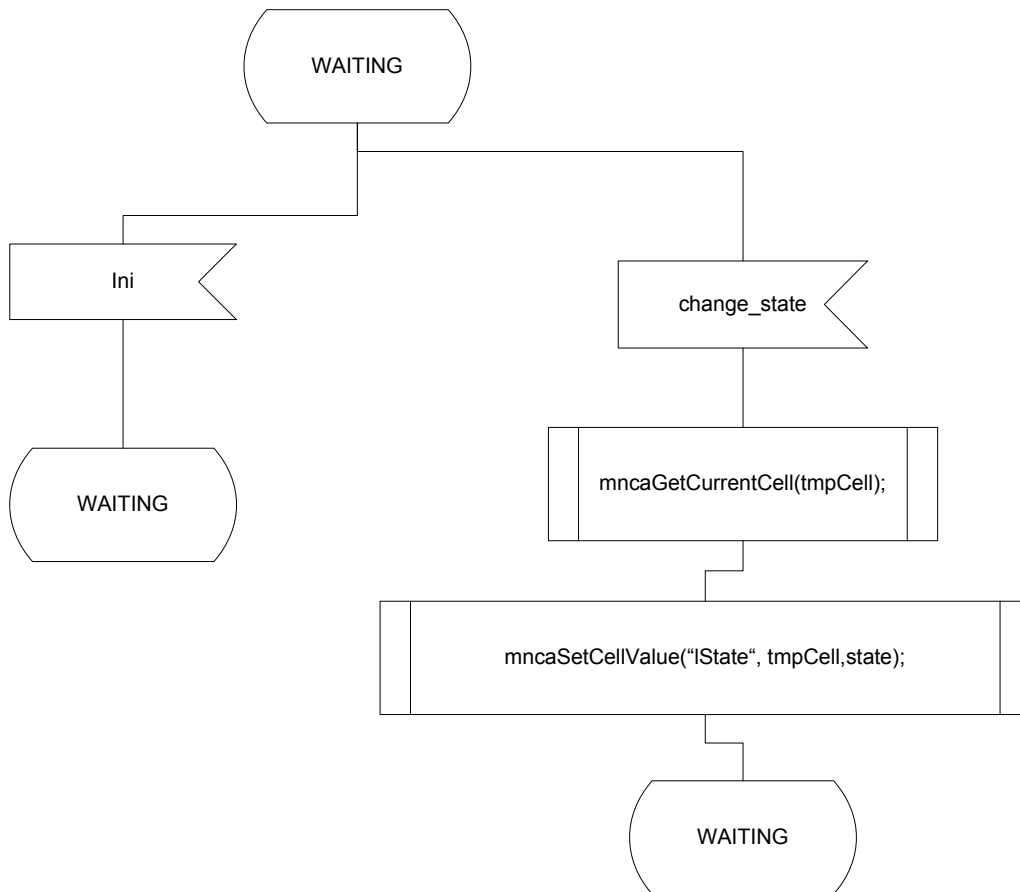 WAITING
Ini
change_state
WAITING
mncaGetCurrentCell(tmpCell);
mncaSetCellValue(“lState“, tmpCell,state);
WAITING